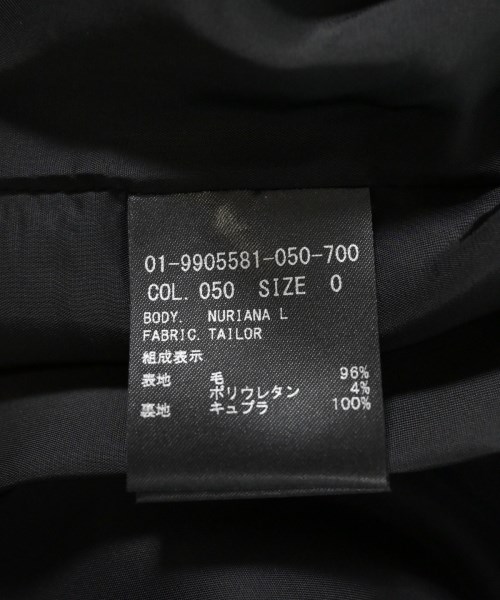 01-9905581-050-700
COL. 050 SIZE 0
BODY. NURIANA L
FABRIC. TAILOR
組成表示
表地 毛 96%
ポリウレタン 4%
裏地 キュプラ 100%